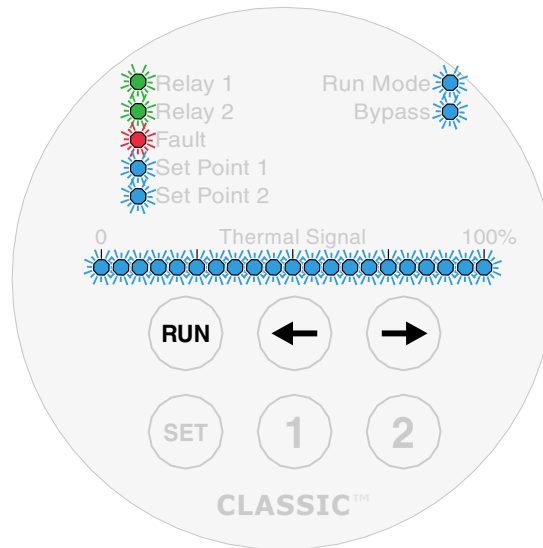 Relay 1 Run Mode
Relay 2 Bypass
Fault
Set Point 1
Set Point 2
0 Thermal Signal 100%
RUN
SET 1 2
CLASSIC™